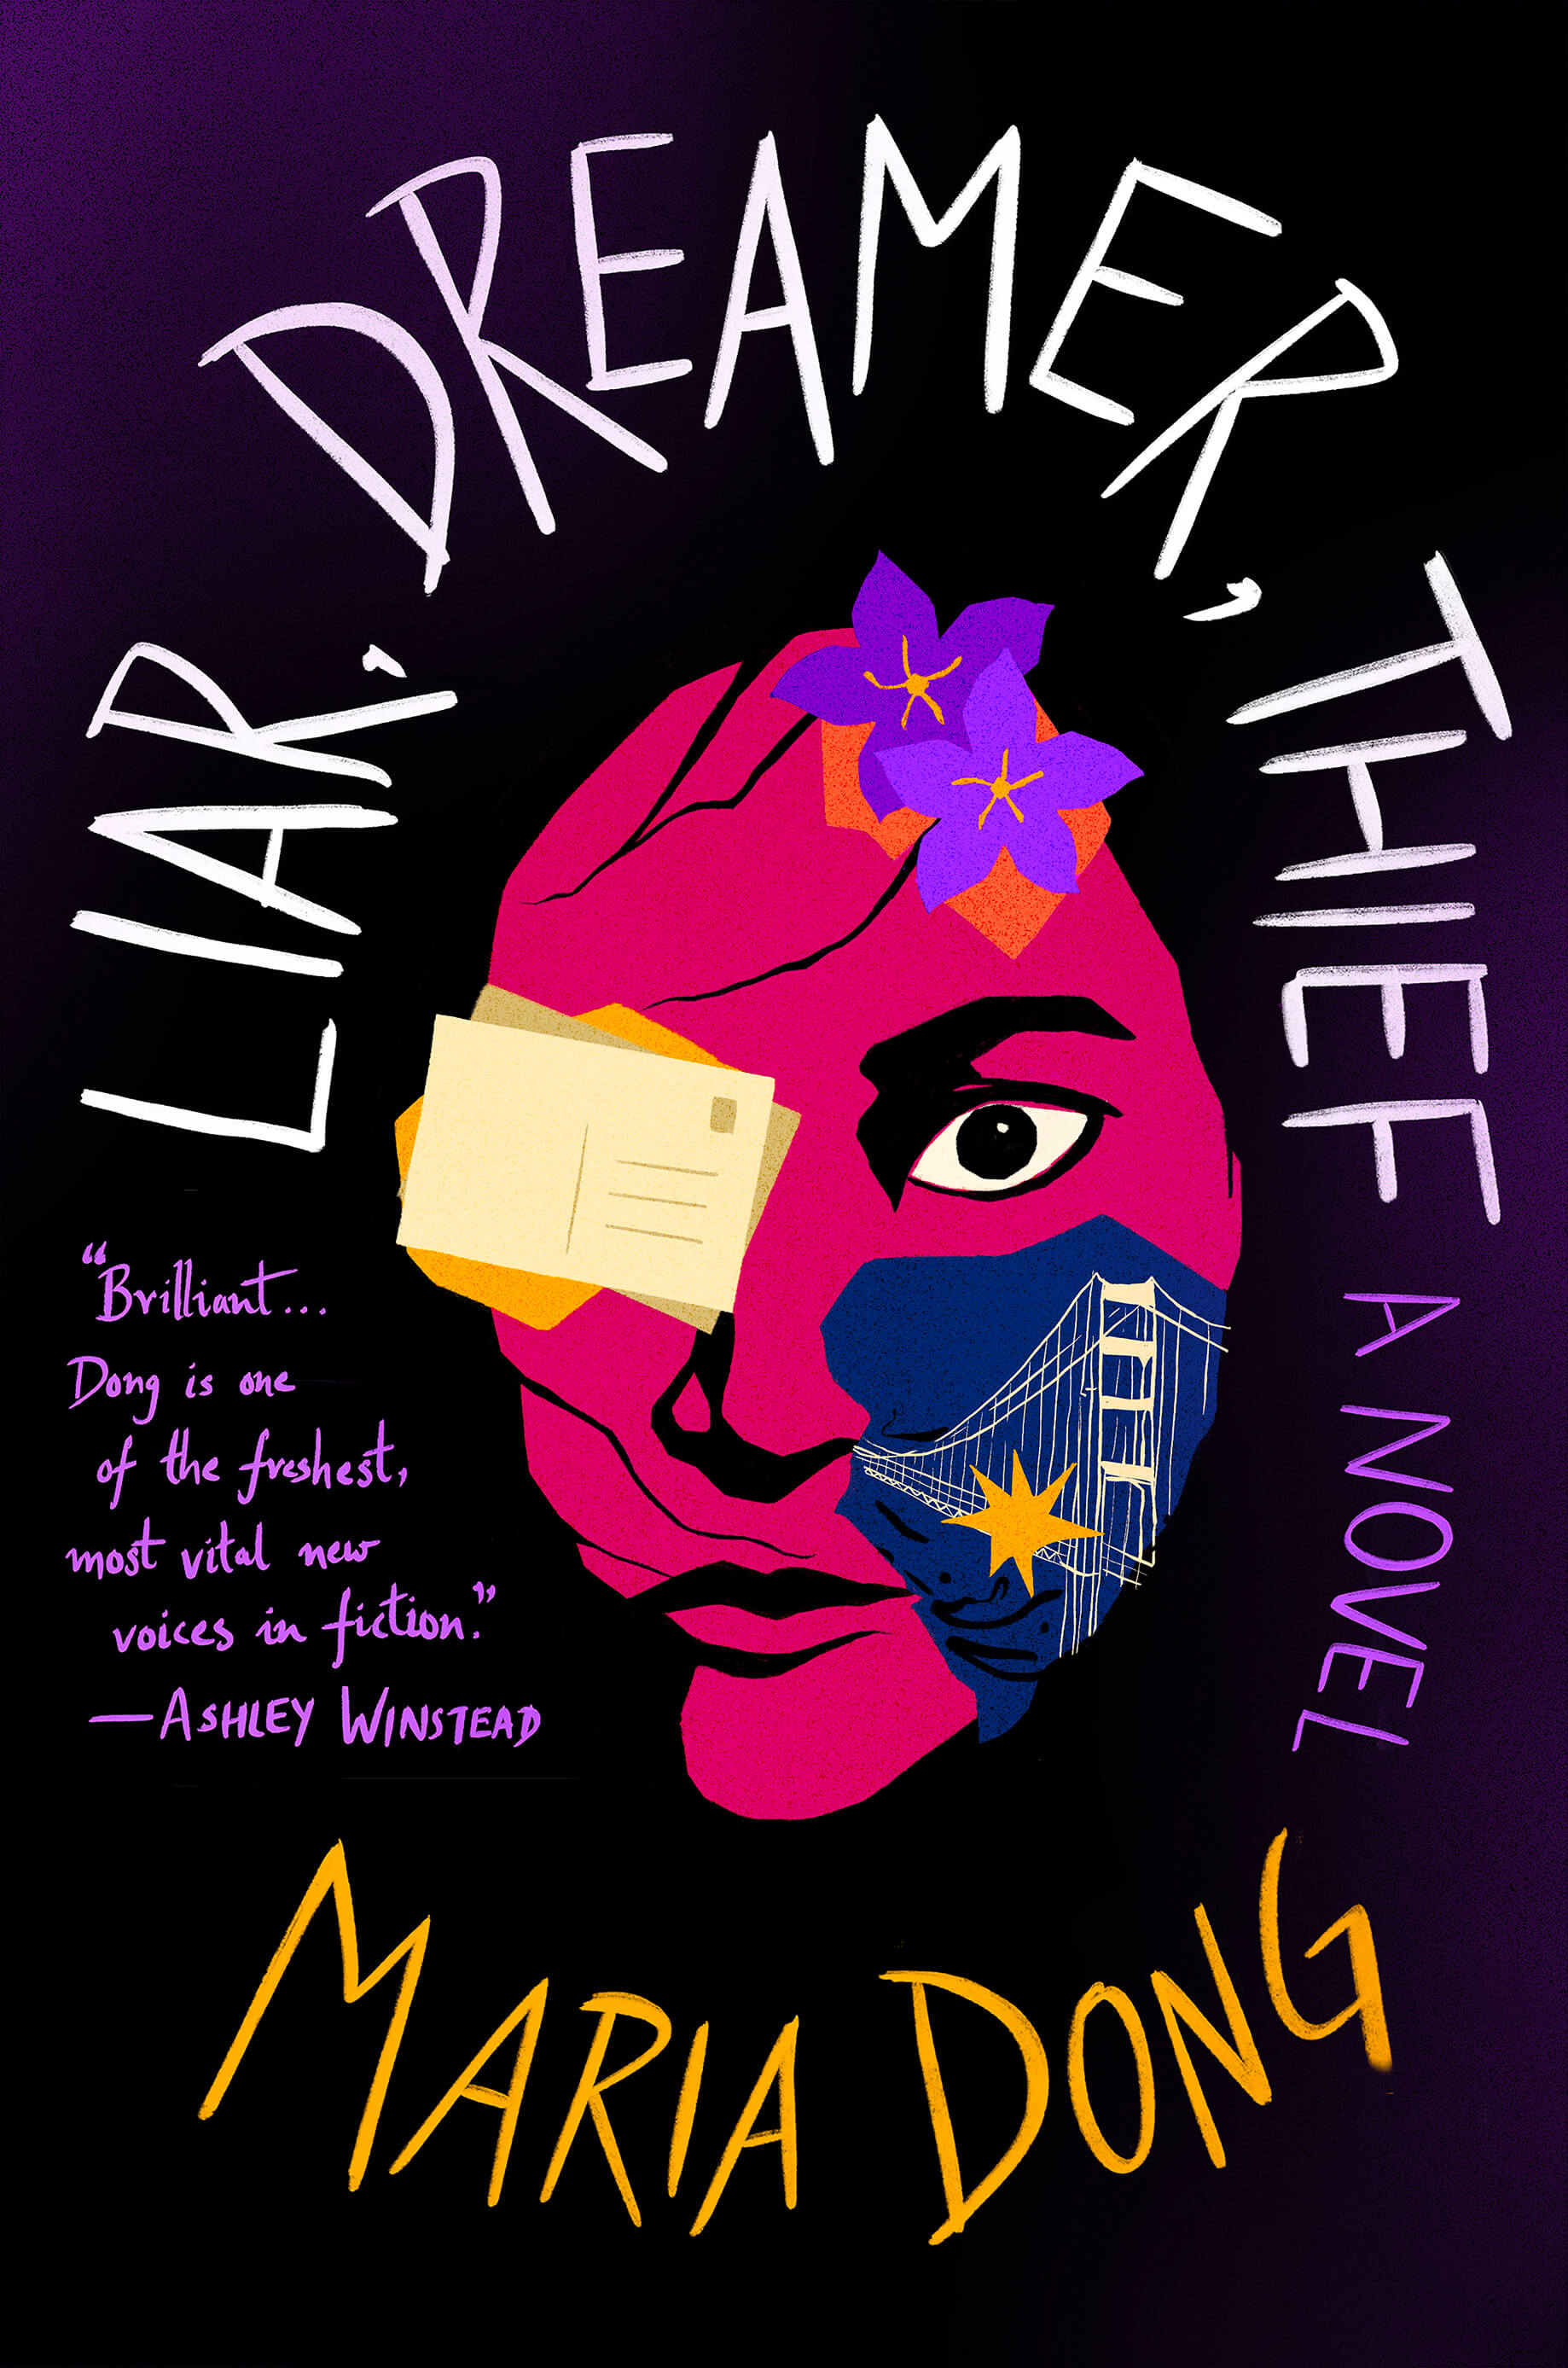 LIAR, DREAMER, THIEF
A NOVEL
“Brilliant...
Dong is one
of the freshest,
most vital new
voices in fiction.”
—ASHLEY WINSTEAD
MARIA DONG